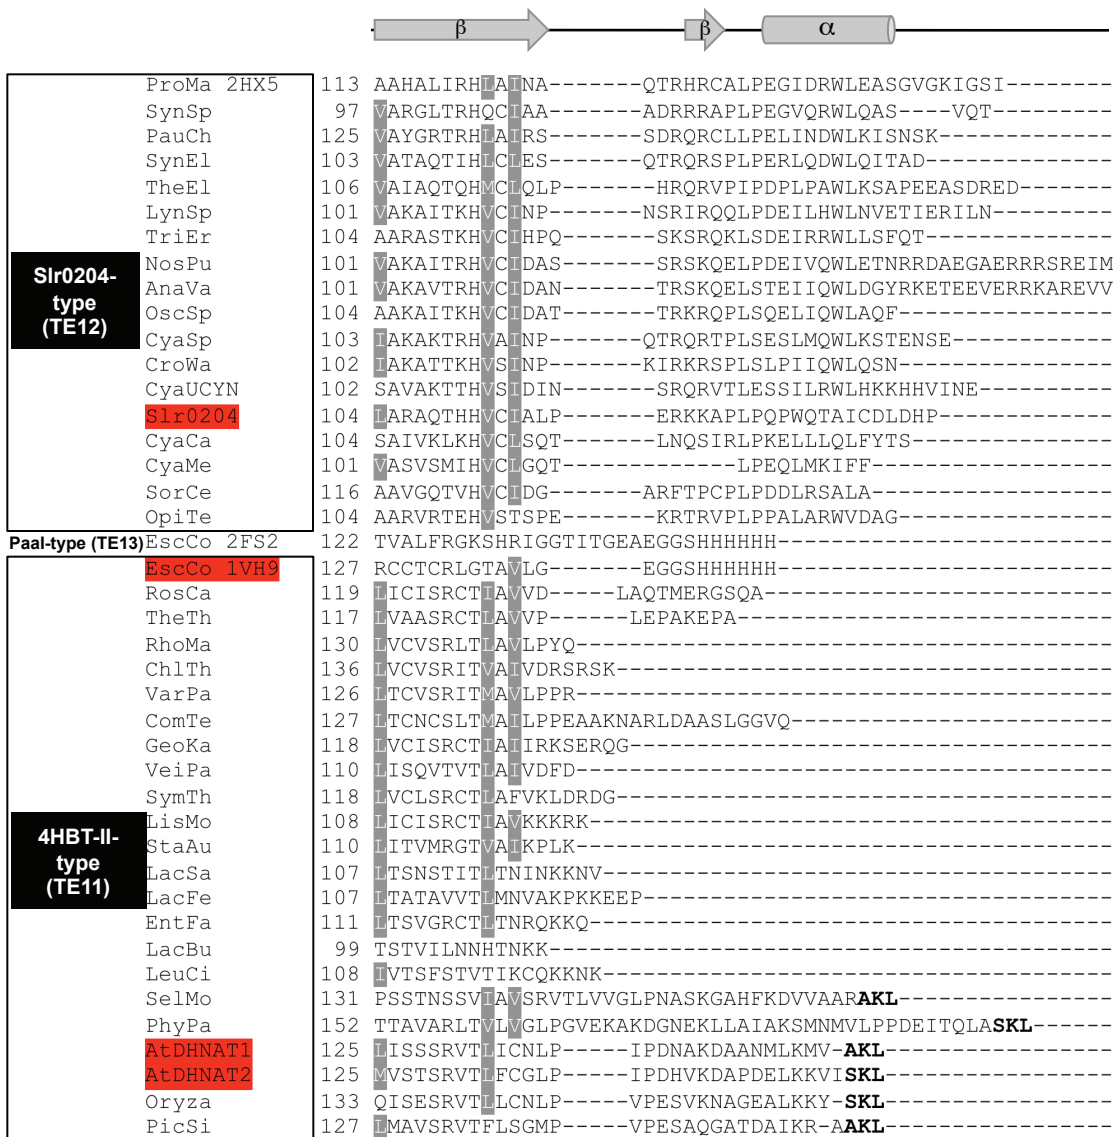 β β α
ProMa 2HX5 113 AAHALIRHLAINA-------QTRHRCALPEGIDRWLEASGVGKIGSI--------
SynSp 97 VARGLTRHQCIAA-------ADRRRAPLPEGVQRWLQAS----VQT---------
PauCh 125 VAYGRTRHLAIRS-------SDRQRCLLPELINDWLKISNSK-------------
SynEl 103 VATAQTIHLCLES-------QTRQRSPLPERLQDWLQITAD--------------
TheEl 106 VAIAQTQHMCLQLP-------HRQRVPIPDPLPAWLKSAPEEASDRED-------
LynSp 101 VAKAITKHVCINP-------NSRIRQQLPDEILHWLNVETIERILN---------
TriEr 104 AARASTKHVCIHPQ-------SKSRQKLSDEIRRWLLSFQT--------------
NosPu 101 VAKAITRHVCIDAS-------SRSKQELPDEIVQWLETNRRDAEGAERRRSREIM
AnaVa 101 VAKAVTRHVCIDAN-------TRSKQELSTEIIQWLDGYRKETEEVERRKAREVV
Slr0204-
type
(TE12)
OscSp 104 AAKAITKHVCIDAT-------TRKRQPLSQELIQWLAQF----------------
CyaSp 103 IAKAKTRHVAINP-------QTRQRTPLSESLMQWLKSTENSE------------
CroWa 102 IAKATTKHVSINP-------KIRKRSPLSLPIIQWLQSN----------------
CyaUCYN 102 SAVAKTTHVSIDIN-------SRQRVTLESSILRWLHKKHHVINE----------
Slr0204 104 LARAQTHHVCIALP-------ERKKAPLPQPWQTAICDLDHP-------------
CyaCa 104 SAIVKLKHVCLSQT-------LNQSIRLPKELLLQLFYTS---------------
CyaMe 101 VASVSMIHVCLGQT-------------LPEQLMKIFF------------------
SorCe 116 AAVGQTVHVCIDG-------ARFTPCPLPDDLRSALA------------------
OpiTe 104 AARVRTEHVSTSPE-------KRTRVPLPPALARWVDAG----------------
PaaI-type (TE13) EscCo 2FS2 122 TVALFRGKSHRIGGTITGEAEGGSHHHHHH-------------------------
EscCo 1VH9 127 RCCTCRLGTAVLG-------EGGSHHHHHH-------------------------
RosCa 119 LICISRCTIAVVD-----LAQTMERGSQA--------------------------
TheTh 117 LVAASRCTLAVVP------LEPAKEPA----------------------------
RhoMa 130 LVCVSRLTLAVLPYQ----------------------------------------
ChlTh 136 LVCVSRITVAIVDRSRSK-------------------------------------
VarPa 126 LTCVSRITMAVLPPR----------------------------------------
ComTe 127 LTCNCSLTMAILPPEAAKNARLDAASLGGVQ------------------------
GeoKa 118 LVCISRCTIAIIRKSERQG------------------------------------
VeiPa 110 LISQVTVTLAIVDFD----------------------------------------
SymTh 118 LVCLSRCTLAFVKLDRDG-------------------------------------
LisMo 108 LICISRCTIAVKKKRK---------------------------------------
4HBT-II-
type
(TE11)
StaAu 110 LITVMRGTVAIKPLK----------------------------------------
LacSa 107 LTSNSTITLTNINKKNV--------------------------------------
LacFe 107 LTATAVVTLMNVAKPKKEEP-----------------------------------
EntFa 111 LTSVGRCTLTNRQKKQ---------------------------------------
LacBu 99 TSTVILNNHTNKK------------------------------------------
LeuCi 108 IVTSFSTVTIKCQKKNK--------------------------------------
SelMo 131 PSSTNSSVIAVSRVTLVVGLPNASKGAHFKDVVAARAKL----------------
PhyPa 152 TTAVARLTVLVGLPGVEKAKDGNEKLLAIAKSMNMVLPPDEITQLASKL------
AtDHNAT1 125 LISSSRVTLICNLP-----IPDNAKDAANMLKMV-AKL-----------------
AtDHNAT2 125 MVSTSRVTLFCGLP-----IPDHVKDAPDELKKVISKL-----------------
Oryza 133 QISESRVTLLCNLP-----VPESVKNAGEALKKY-SKL-----------------
PicSi 127 LMAVSRVTFLSGMP-----VPESAQGATDAIKR-AAKL-----------------